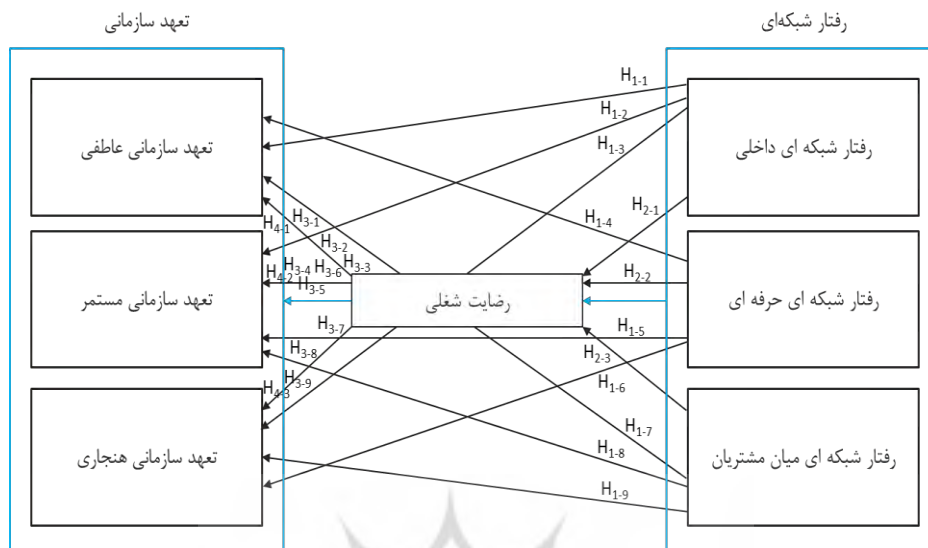 رفتار شبکه‌ای
تعهد سازمانی
رفتار شبکه ای داخلی
رفتار شبکه ای حرفه ای
رفتار شبکه ای میان مشتریان
رضایت شغلی
تعهد سازمانی عاطفی
تعهد سازمانی مستمر
تعهد سازمانی هنجاری
H1-1
H1-2
H1-3
H2-1
H1-4
H2-2
H1-5
H2-3
H1-6
H1-7
H1-8
H1-9
H3-1
H4-1
H3-2
H3-3
H3-4
H3-6
H4-2
H3-5
H3-7
H3-8
H3-9
H4-3